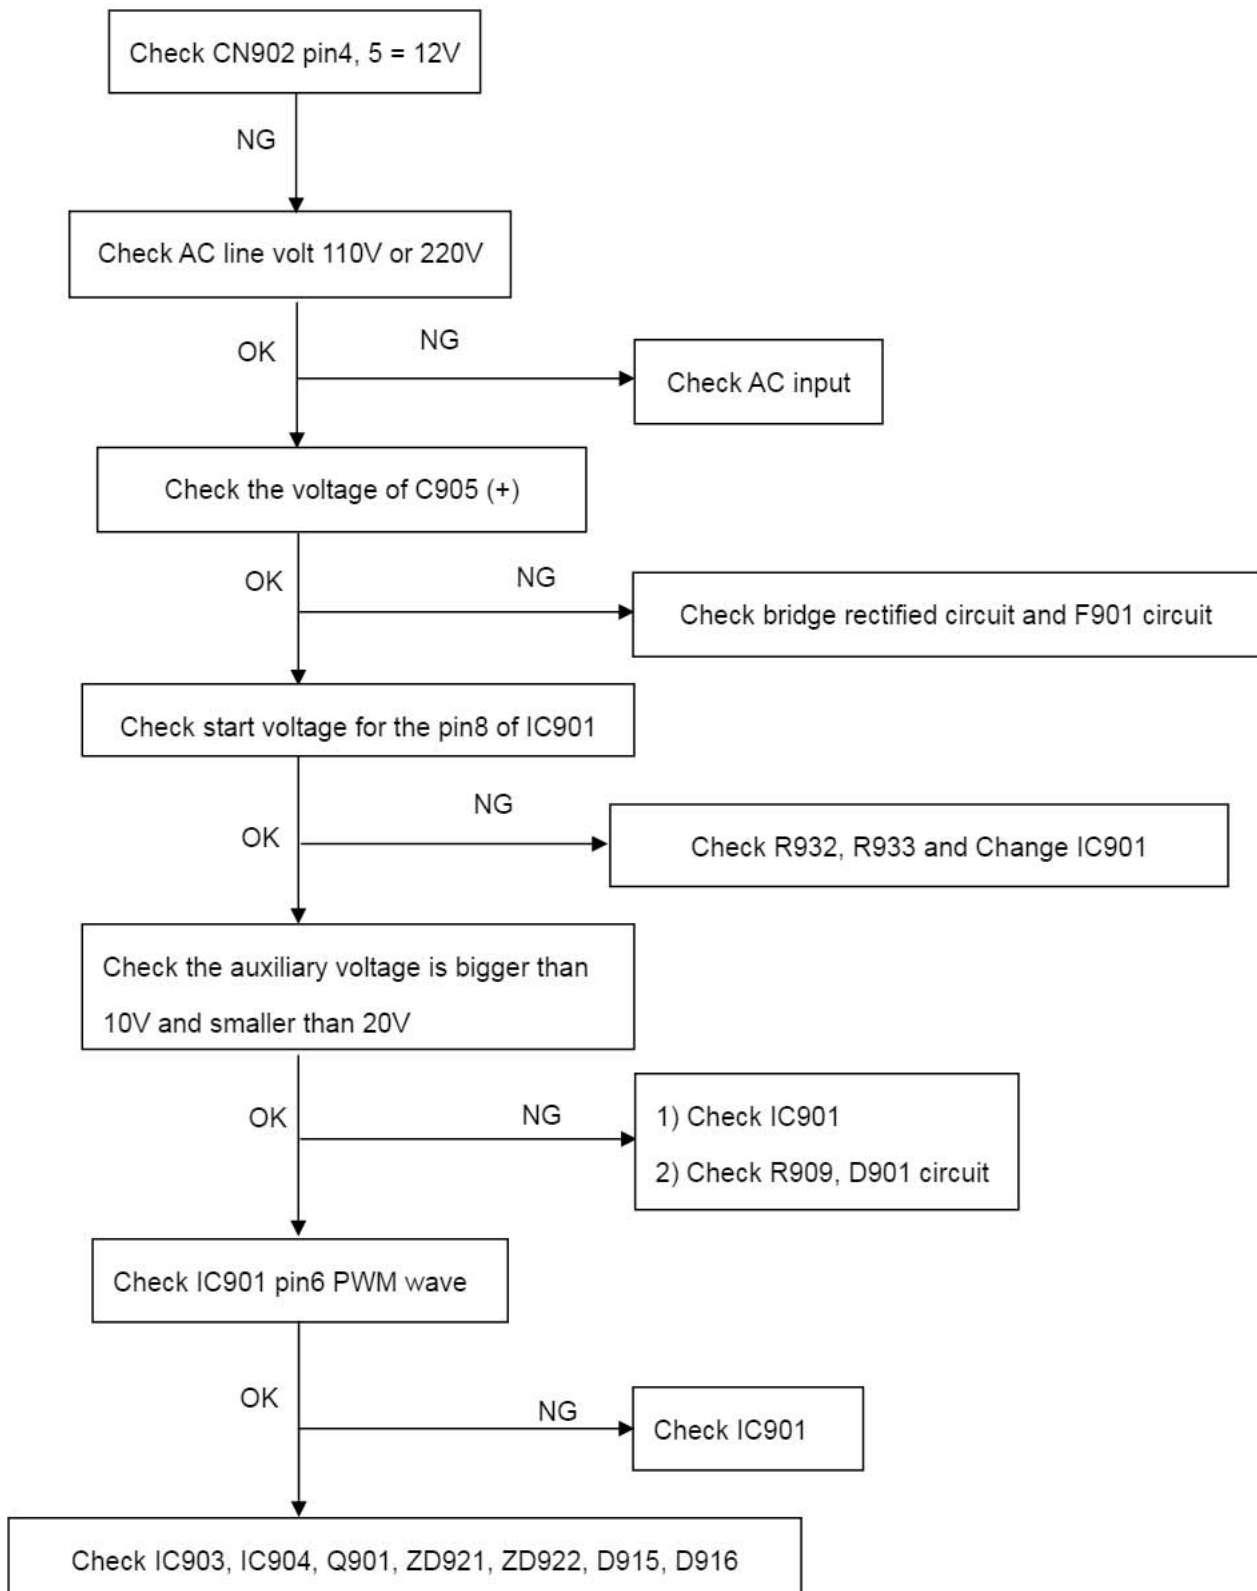 Check CN902 pin4, 5 = 12V
NG
Check AC line volt 110V or 220V
NG
OK
Check AC input
Check the voltage of C905 (+)
NG
OK
Check bridge rectified circuit and F901 circuit
Check start voltage for the pin8 of IC901
NG
OK
Check R932, R933 and Change IC901
Check the auxiliary voltage is bigger than
10V and smaller than 20V
NG
OK
1) Check IC901
2) Check R909, D901 circuit
Check IC901 pin6 PWM wave
OK
NG
Check IC901
Check IC903, IC904, Q901, ZD921, ZD922, D915, D916